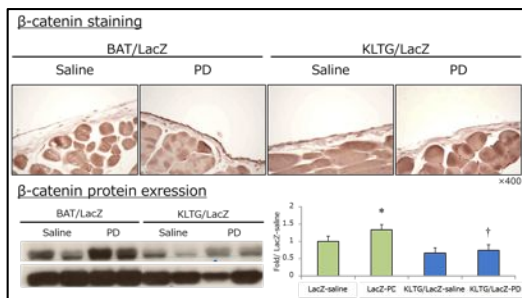 β-catenin staining
BAT/LacZ KLTG/LacZ
Saline PD Saline PD
×400
β-catenin protein exression
BAT/LacZ KLTG/LacZ
Saline PD Saline PD
Fold/ LacZ-saline
2
1.5
1
0.5
0
*
†
LacZ-saline LacZ-PD KLTG/LacZ-saline KLTG/LacZ-PD